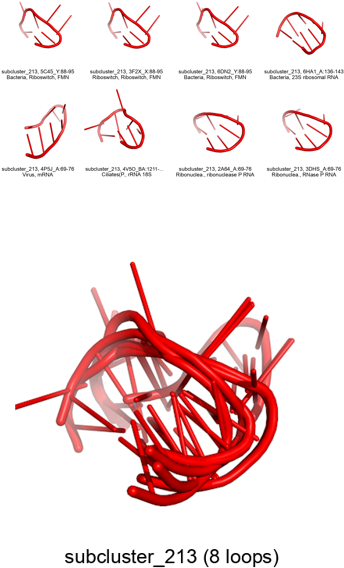 subcluster_213, 5C45_Y:88-95
Bacteria, Riboswitch, FMN
subcluster_213, 3F2X_X:88-95
Riboswitch, Riboswitch, FMN
subcluster_213, 6DN2_Y:88-95
Bacteria, Riboswitch, FMN
subcluster_213, 6HA1_A:136-143
Bacteria, 23S ribosomal RNA
subcluster_213, 4P5J_A:69-76
Virus, mRNA
subcluster_213, 4V5O_BA:1211-...
Ciliates(P., rRNA 18S
subcluster_213, 2A64_A:69-76
Ribonuclea., ribonuclease P RNA
subcluster_213, 3DHS_A:69-76
Ribonuclea., RNase P RNA
subcluster_213 (8 loops)